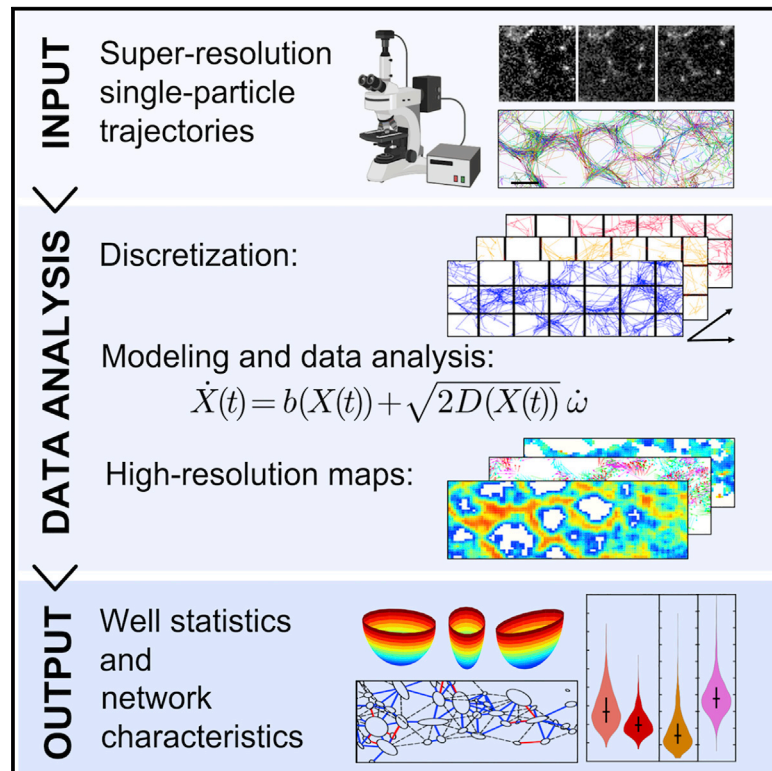 INPUT
Super-resolution
single-particle
trajectories
DATA ANALYSIS
Discretization:
Modeling and data analysis:
Ẋ(t) = b(X(t)) + √2D(X(t)) ω̇
High-resolution maps:
OUTPUT
Well statistics
and
network
characteristics